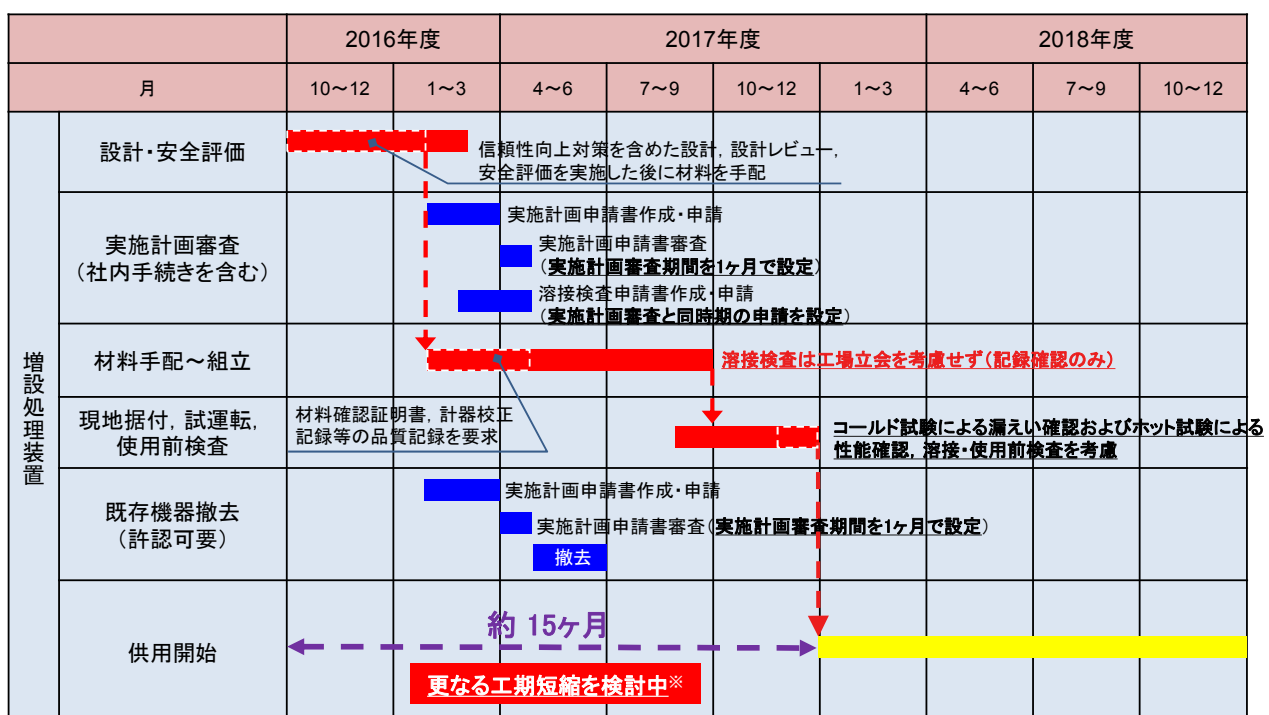 2016年度
2017年度
2018年度
月
10～12
1～3
4～6
7～9
10～12
1～3
4～6
7～9
10～12
増設処理装置
設計・安全評価
信頼性向上対策を含めた設計，設計レビュー，
安全評価を実施した後に材料を手配
実施計画審査
（社内手続きを含む）
実施計画申請書作成・申請
実施計画申請書審査
（実施計画審査期間を1ヶ月で設定）
溶接検査申請書作成・申請
（実施計画審査と同時期の申請を設定）
材料手配～組立
溶接検査は工場立会を考慮せず（記録確認のみ）
現地据付，試運転，
使用前検査
材料確認証明書，計器校正
記録等の品質記録を要求
コールド試験による漏えい確認およびホット試験による
性能確認，溶接・使用前検査を考慮
既存機器撤去
（許認可要）
実施計画申請書作成・申請
実施計画申請書審査（実施計画審査期間を1ヶ月で設定）
撤去
供用開始
約 15ヶ月
更なる工期短縮を検討中※